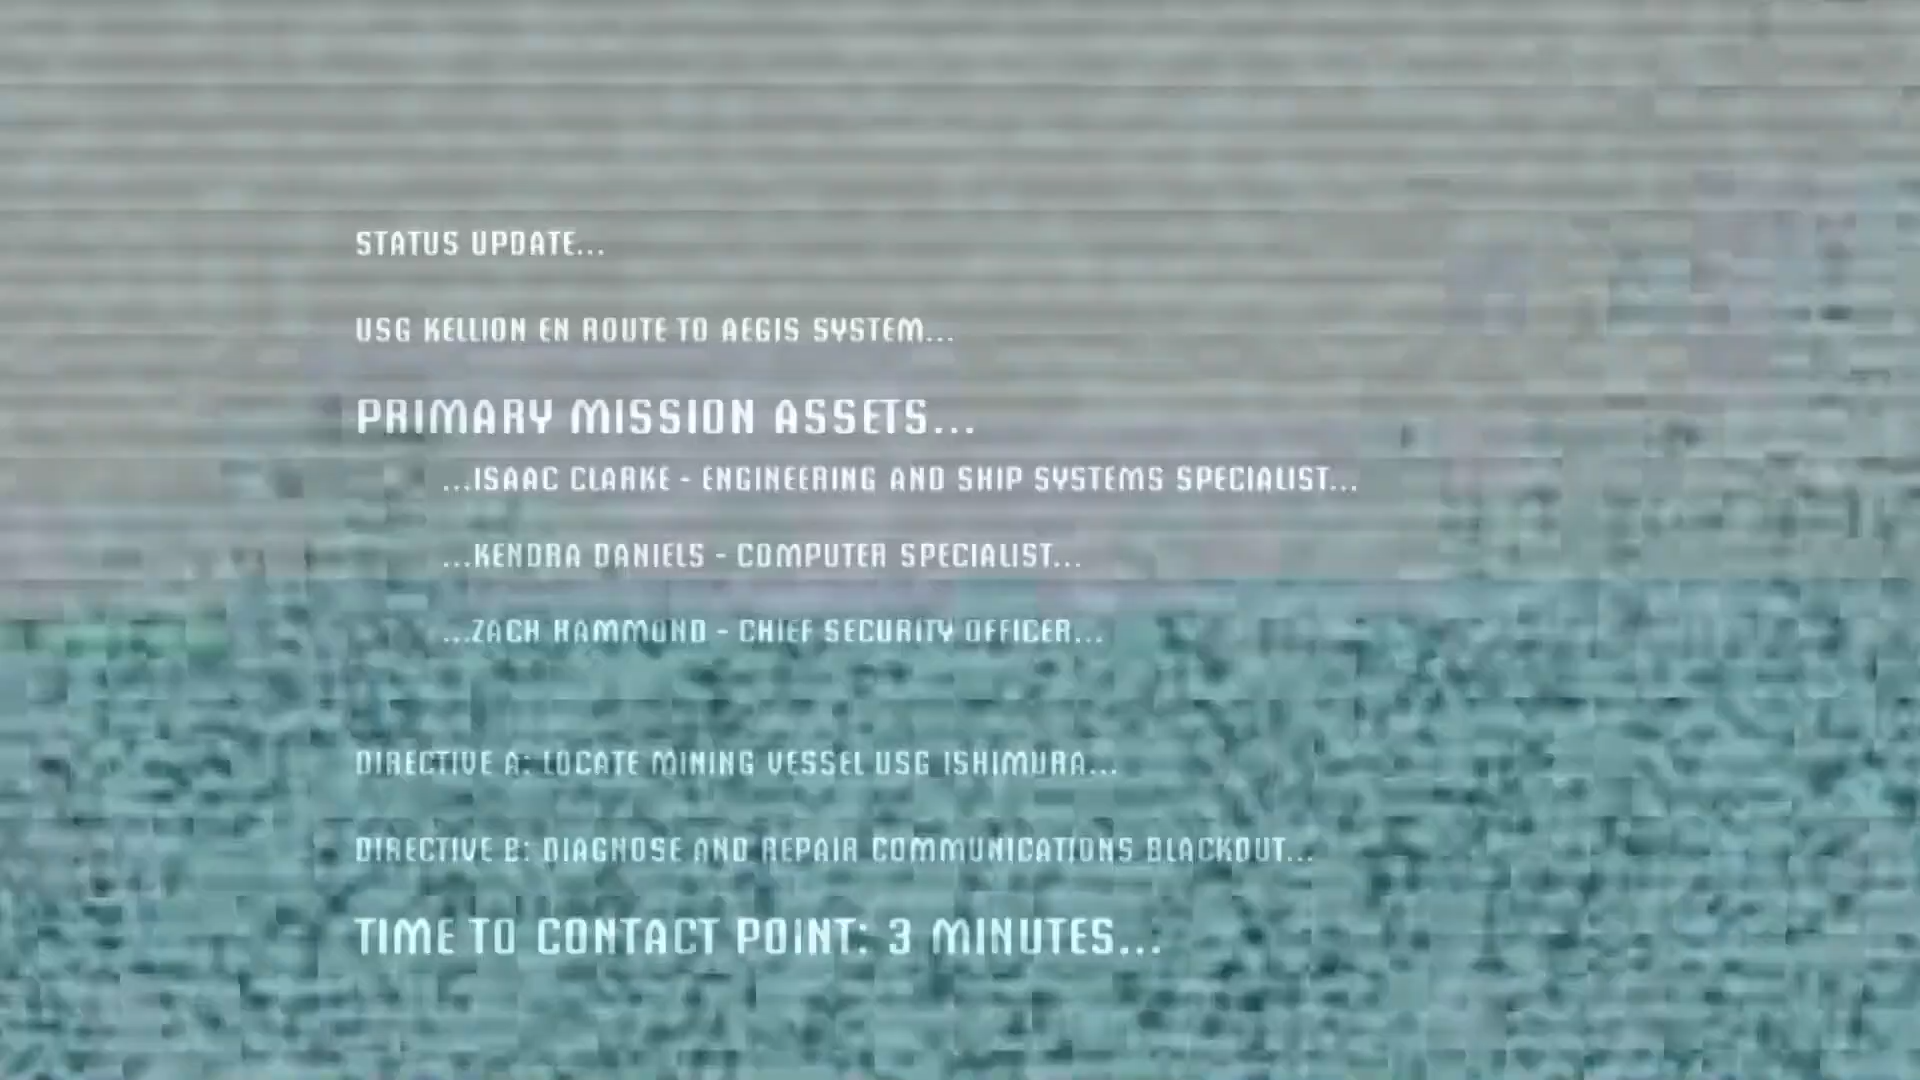 STATUS UPDATE...
USG KELLION EN ROUTE TO AEGIS SYSTEM...
PRIMARY MISSION ASSETS...
...ISAAC CLARKE - ENGINEERING AND SHIP SYSTEMS SPECIALIST...
...KENDRA DANIELS - COMPUTER SPECIALIST...
...ZACH HAMMOND - CHIEF SECURITY OFFICER...
DIRECTIVE A: LOCATE MINING VESSEL USG ISHIMURA...
DIRECTIVE B: DIAGNOSE AND REPAIR COMMUNICATIONS BLACKOUT...
TIME TO CONTACT POINT: 3 MINUTES...